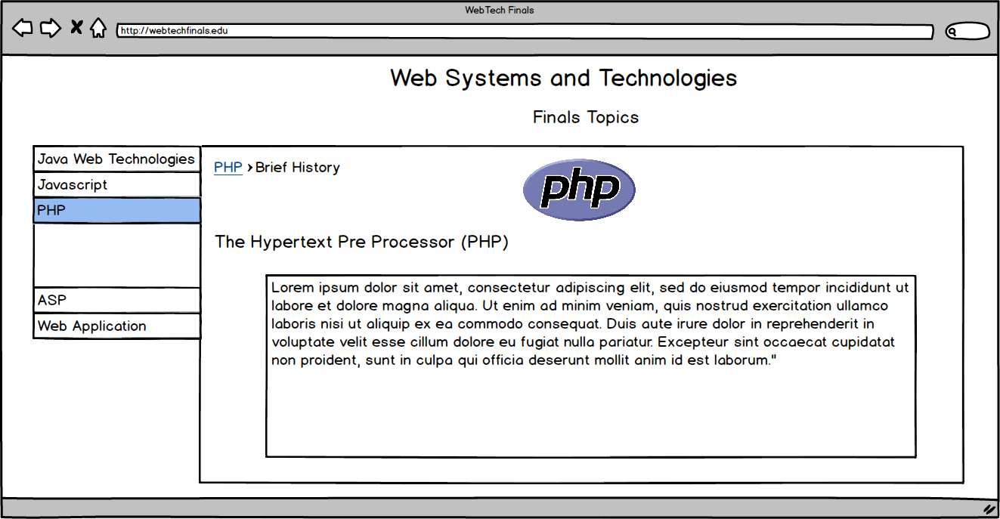 WebTech Finals
http://webtechfinals.edu
Web Systems and Technologies
Finals Topics
Java Web Technologies
Javascript
PHP
ASP
Web Application
PHP › Brief History
php
The Hypertext Pre Processor (PHP)
Lorem ipsum dolor sit amet, consectetur adipiscing elit, sed do eiusmod tempor incididunt ut
labore et dolore magna aliqua. Ut enim ad minim veniam, quis nostrud exercitation ullamco
laboris nisi ut aliquip ex ea commodo consequat. Duis aute irure dolor in reprehenderit in
voluptate velit esse cillum dolore eu fugiat nulla pariatur. Excepteur sint occaecat cupidatat
non proident, sunt in culpa qui officia deserunt mollit anim id est laborum."